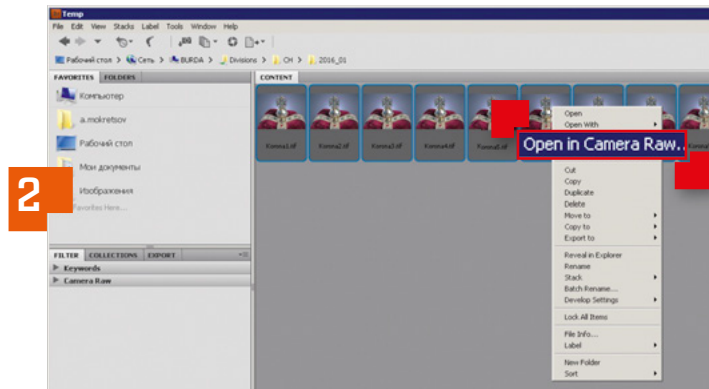 Temp
File Edit View Stacks Label Tools Window Help
Рабочий стол > Сеть > BURDA > Divisions > CH > 2016_01
FAVORITES FOLDERS
Компьютер
a.mokretsov
Рабочий стол
Мои документы
Изображения
Favorites Here...
2
FILTER COLLECTIONS EXPORT
Keywords
Camera Raw
CONTENT
Korona1.tif Korona2.tif Korona3.tif Korona4.tif Korona5.tif
Open
Open With
Open in Camera Raw..
Cut
Copy
Duplicate
Delete
Move to
Copy to
Export to
Reveal in Explorer
Rename
Stack
Batch Rename...
Develop Settings
Lock All Items
File Info...
Label
New Folder
Sort